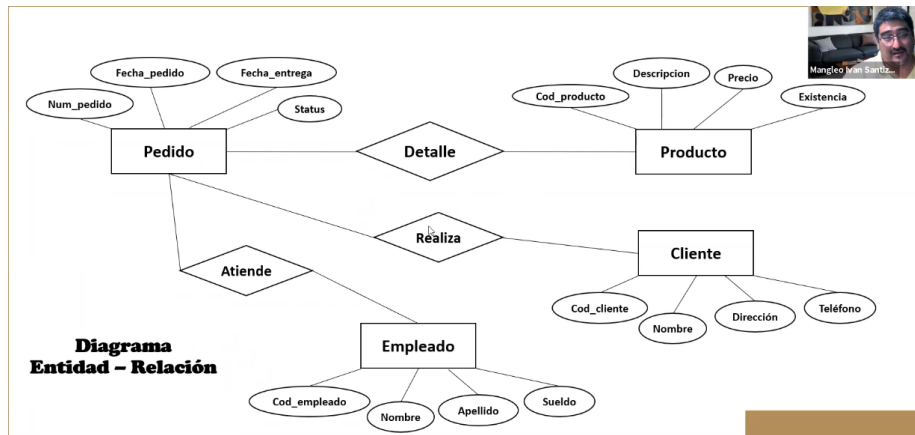 Mangleo Ivan Santiz...
Fecha_pedido
Fecha_entrega
Num_pedido
Status
Pedido
Detalle
Descripcion
Precio
Cod_producto
Existencia
Producto
Realiza
Atiende
Cliente
Cod_cliente
Nombre
Dirección
Teléfono
Empleado
Cod_empleado
Nombre
Apellido
Sueldo
Diagrama
Entidad – Relación